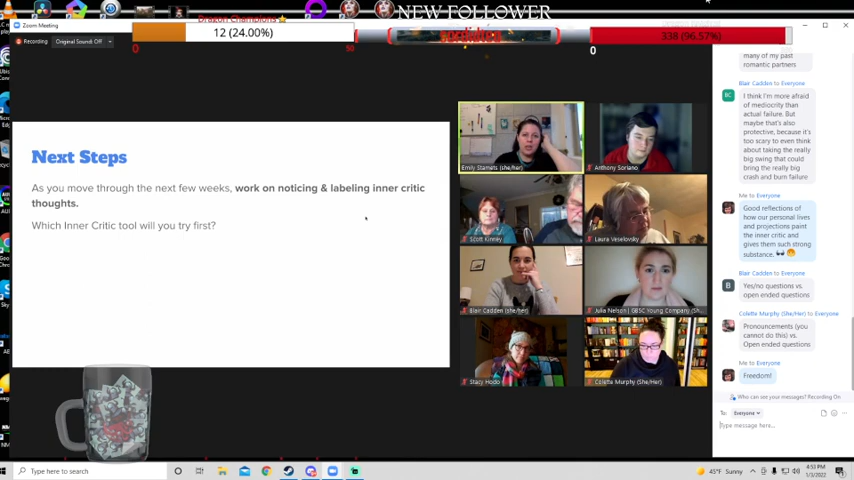 Dragon Champions
NEW FOLLOWER
Zoom Meeting
12 (24.00%)
338 (96.57%)
0
50
0
Recording
Original Sound: Off
Next Steps
As you move through the next few weeks, work on noticing & labeling inner critic
thoughts.
Which Inner Critic tool will you try first?
Emily Stamets (she/her)
Anthony Soriano
Scott Kinney
Laura Veselovsky
Blair Cadden (she/her)
Julia Nelson | GBSC Young Company (Sh...
Stacy Hodo
Colette Murphy (She/Her)
many of my past
romantic partners
Blair Cadden to Everyone
BC
I think I'm more afraid
of mediocrity than
actual failure. But
maybe that's also
protective, because it's
too scary to even think
about taking the really
big swing that could
bring the really big
crash and burn failure
Me to Everyone
Good reflections of
how our personal lives
and projections paint
the inner critic and
gives them such strong
substance.
Blair Cadden to Everyone
B
Yes/no questions vs.
open ended questions
Colette Murphy (She/Her) to Everyone
Pronouncements (you
cannot do this) vs.
Open ended questions
Me to Everyone
Freedom!
Who can see your messages? Recording On
To: Everyone
Type message here...
Type here to search
45°F Sunny
4:53 PM
1/3/2022